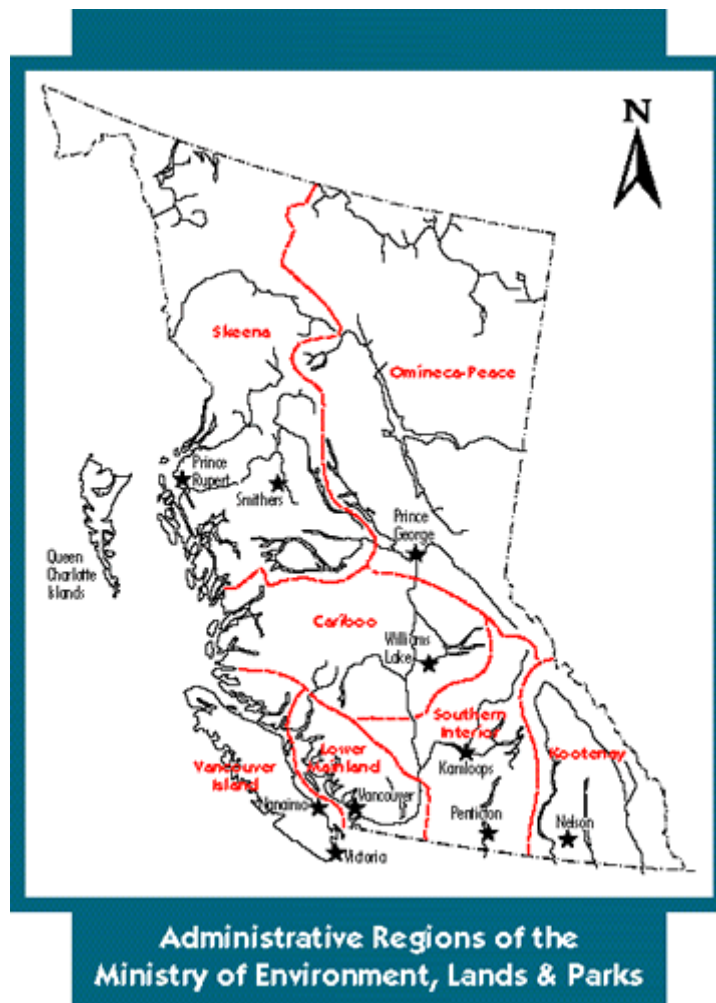 N
Skeena
Omineca-Peace
Prince
Rupert
Smithers
Prince
George
Queen
Charlotte
Islands
Cariboo
Williams
Lake
Southern
Interior
Kootenay
Lower
Mainland
Vancouver
Island
Kamloops
Nanaimo
Vancouver
Penticton
Nelson
Victoria
Administrative Regions of the
Ministry of Environment, Lands & Parks